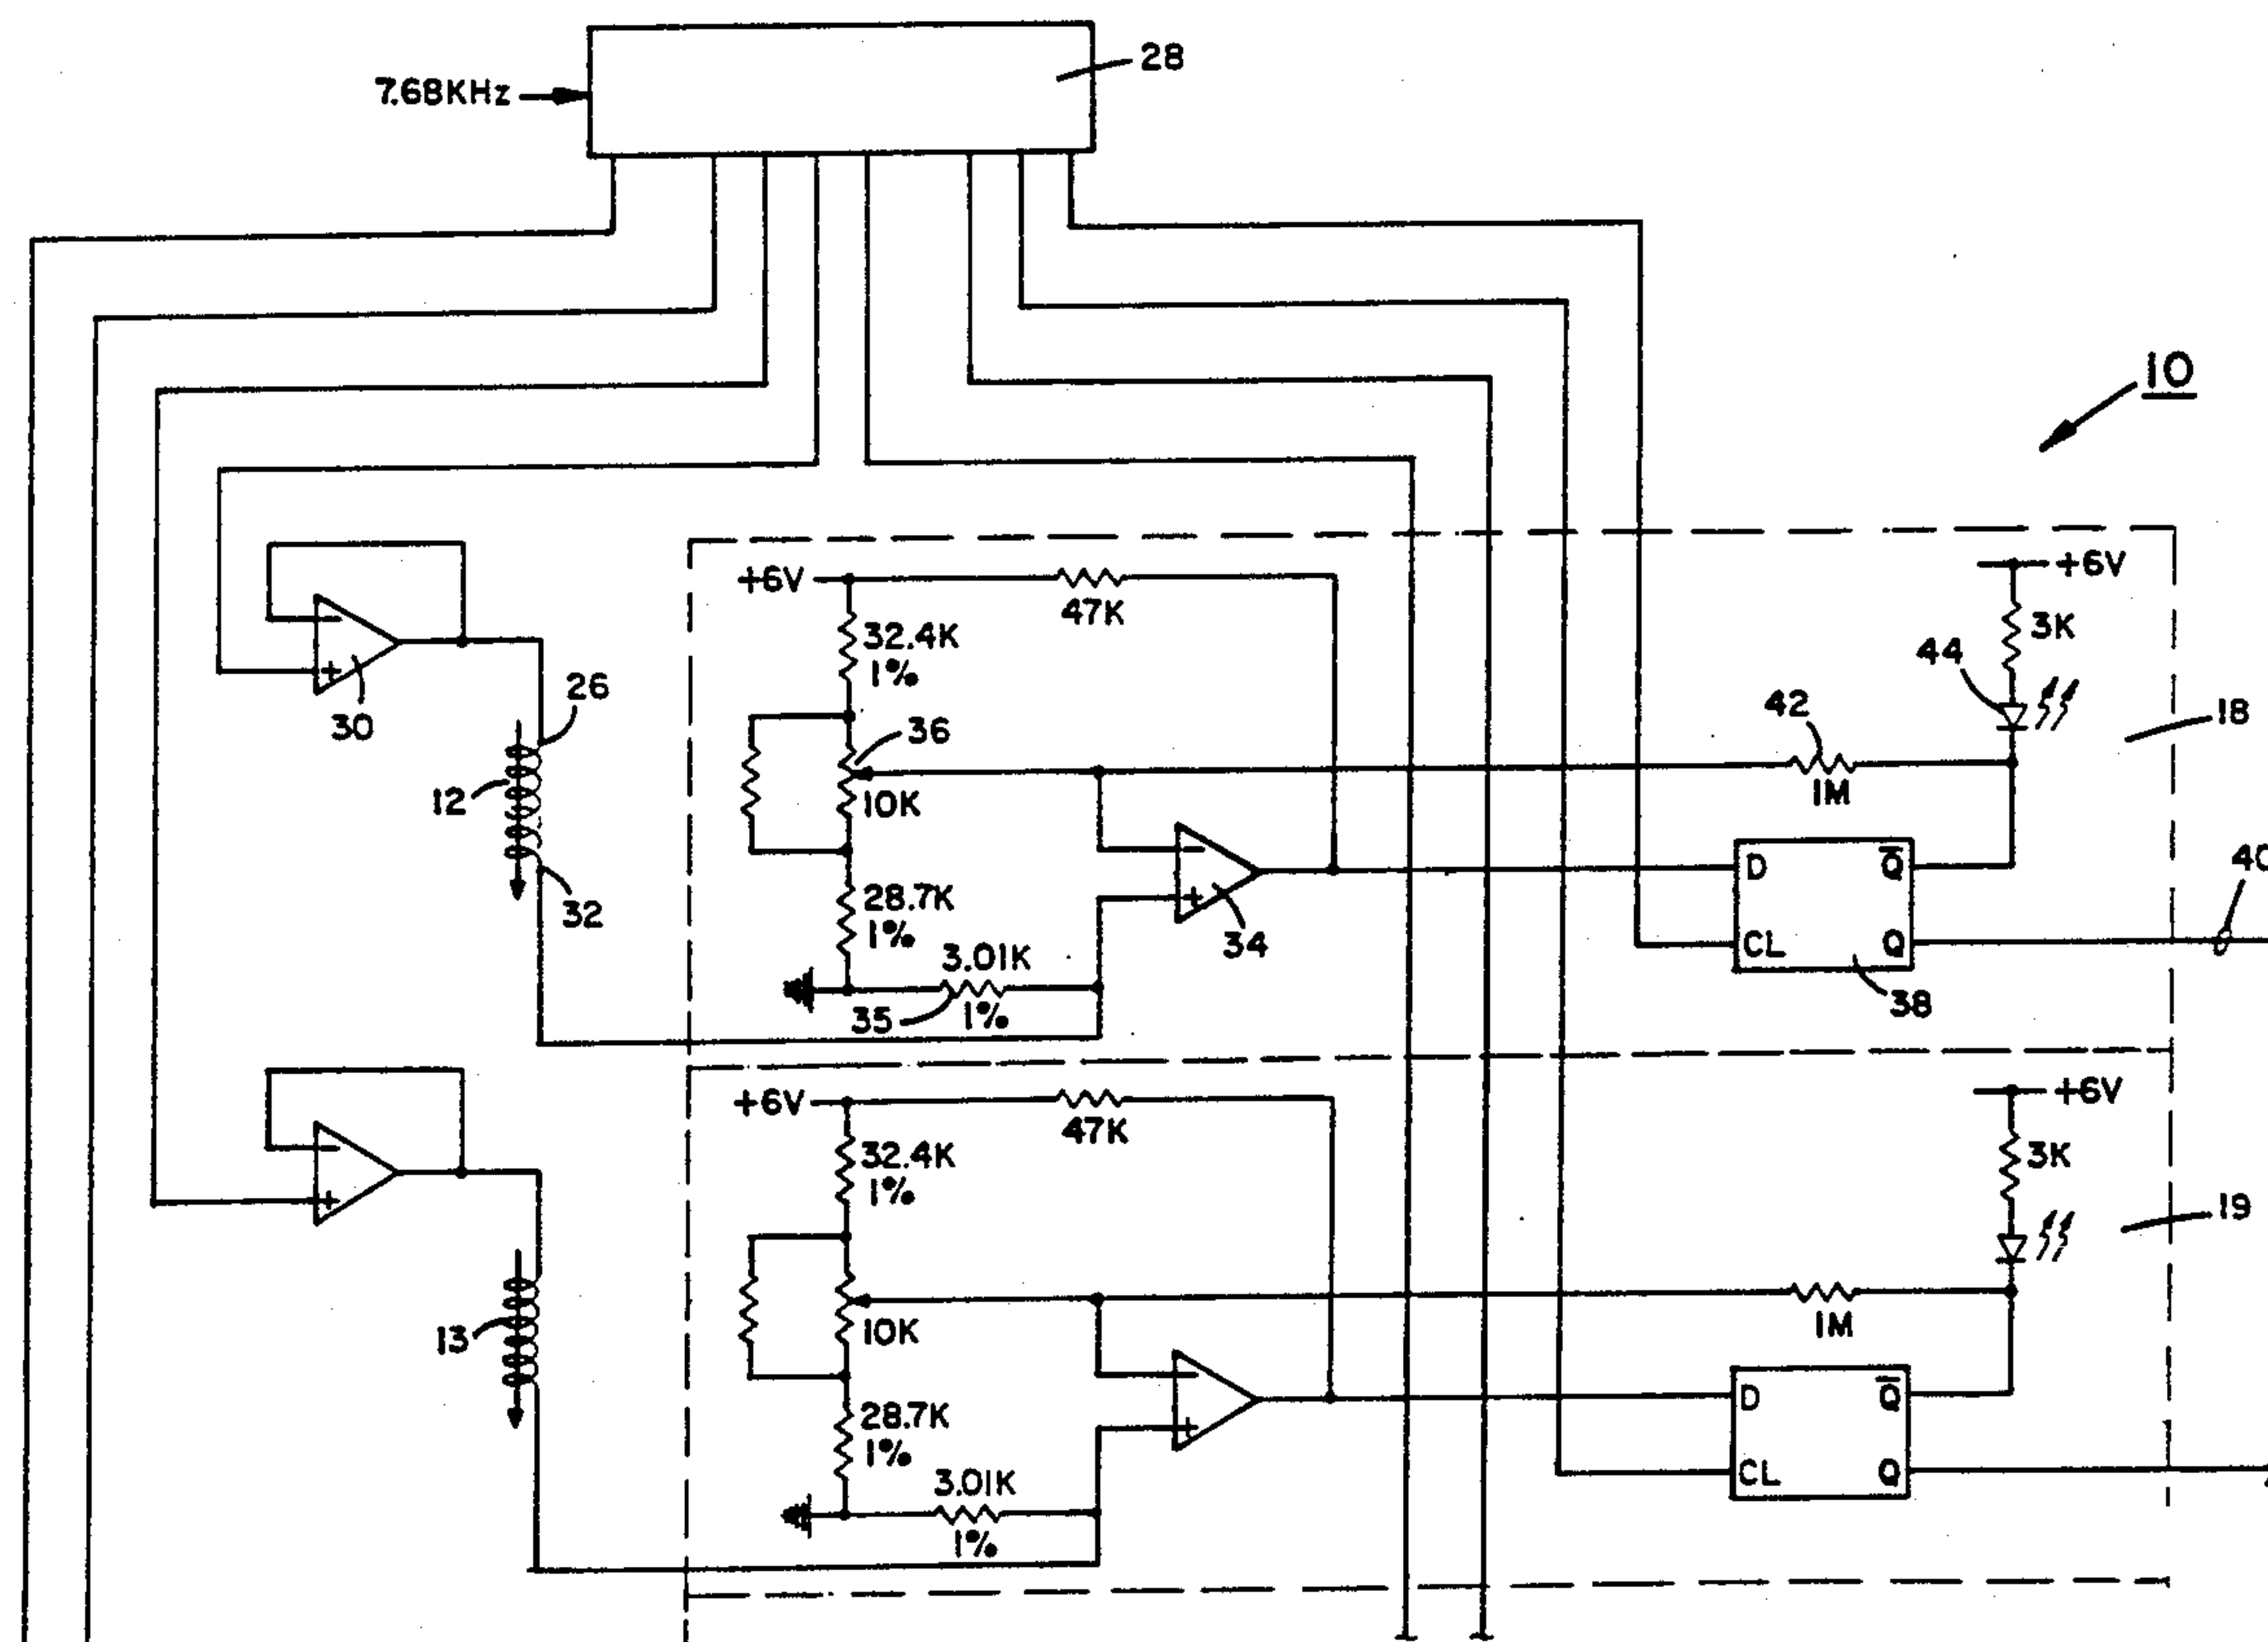 28
7.68KHz
10
+6V
47K
32.4K
1%
+6V
3K
44
26
30
36
42
18
12
10K
1M
32
28.7K
1%
34
D
Q̅
40
3.01K
1%
35
CL
Q
38
+6V
47K
32.4K
1%
+6V
3K
19
13
10K
1M
28.7K
1%
D
Q̅
3.01K
1%
CL
Q
- +
- +
- +
- +